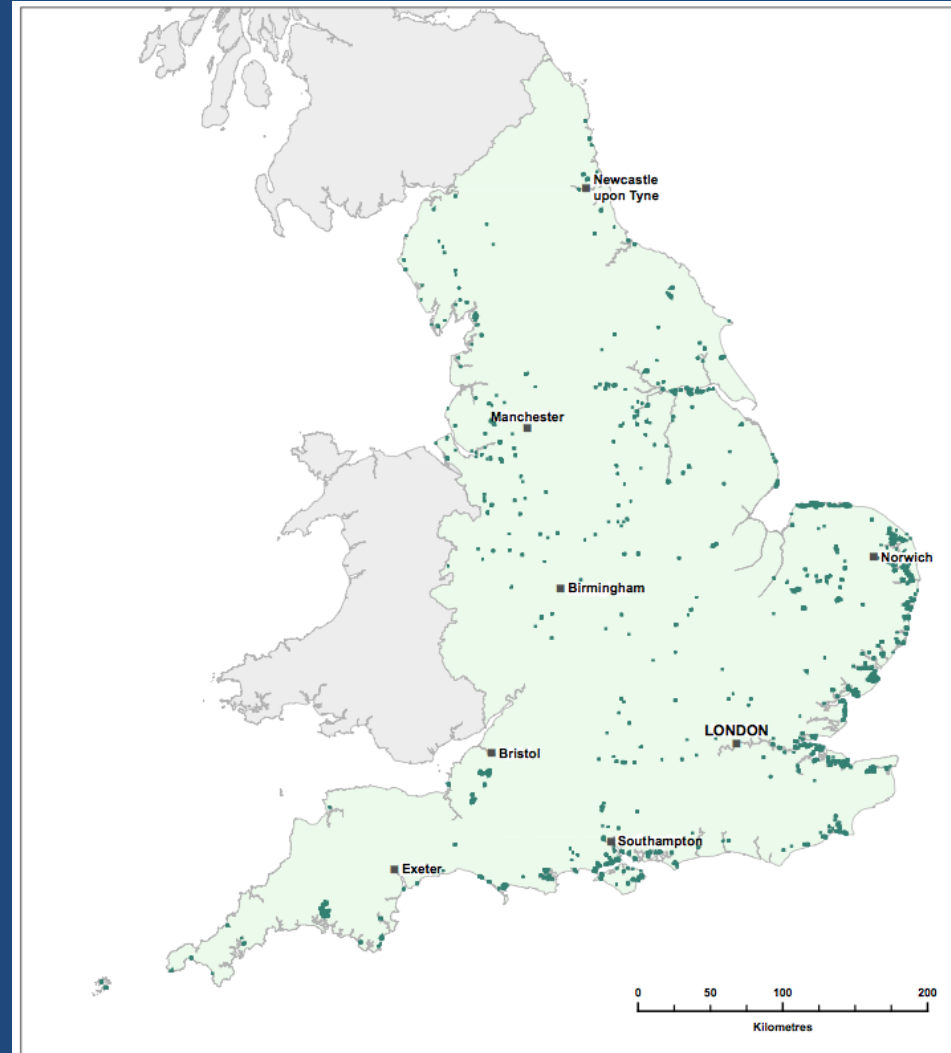 Newcastle
upon Tyne
Manchester
Norwich
Birmingham
LONDON
Bristol
Southampton
Exeter
0 50 100 200
Kilometres